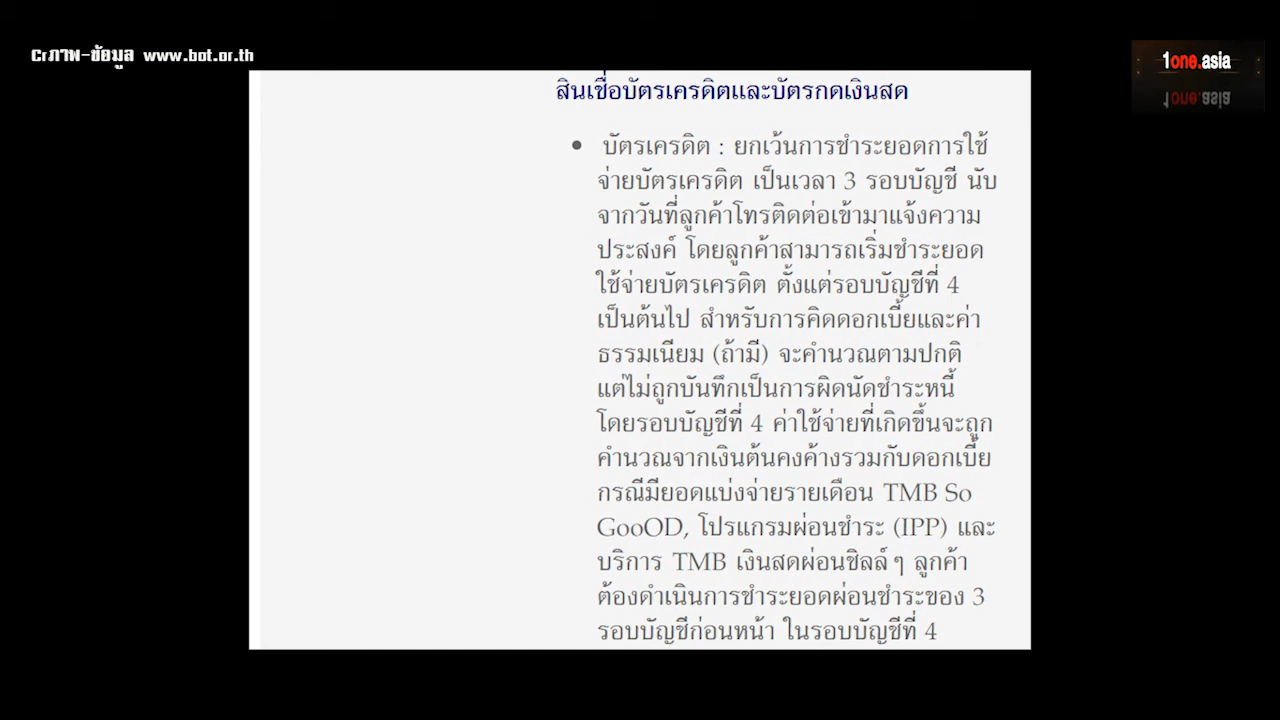 Crภาพ-ข้อมูล www.bot.or.th
1one.asia
สินเชื่อบัตรเครดิตและบัตรกดเงินสด
• บัตรเครดิต : ยกเว้นการชำระยอดการใช้
จ่ายบัตรเครดิต เป็นเวลา 3 รอบบัญชี นับ
จากวันที่ลูกค้าโทรติดต่อเข้ามาแจ้งความ
ประสงค์ โดยลูกค้าสามารถเริ่มชำระยอด
ใช้จ่ายบัตรเครดิต ตั้งแต่รอบบัญชีที่ 4
เป็นต้นไป สำหรับการคิดดอกเบี้ยและค่า
ธรรมเนียม (ถ้ามี) จะคำนวณตามปกติ
แต่ไม่ถูกบันทึกเป็นการผิดนัดชำระหนี้
โดยรอบบัญชีที่ 4 ค่าใช้จ่ายที่เกิดขึ้นจะถูก
คำนวณจากเงินต้นคงค้างรวมกับดอกเบี้ย
กรณีมียอดแบ่งจ่ายรายเดือน TMB So
GooOD, โปรแกรมผ่อนชำระ (IPP) และ
บริการ TMB เงินสดผ่อนชิลล์ ๆ ลูกค้า
ต้องดำเนินการชำระยอดผ่อนชำระของ 3
รอบบัญชีก่อนหน้า ในรอบบัญชีที่ 4